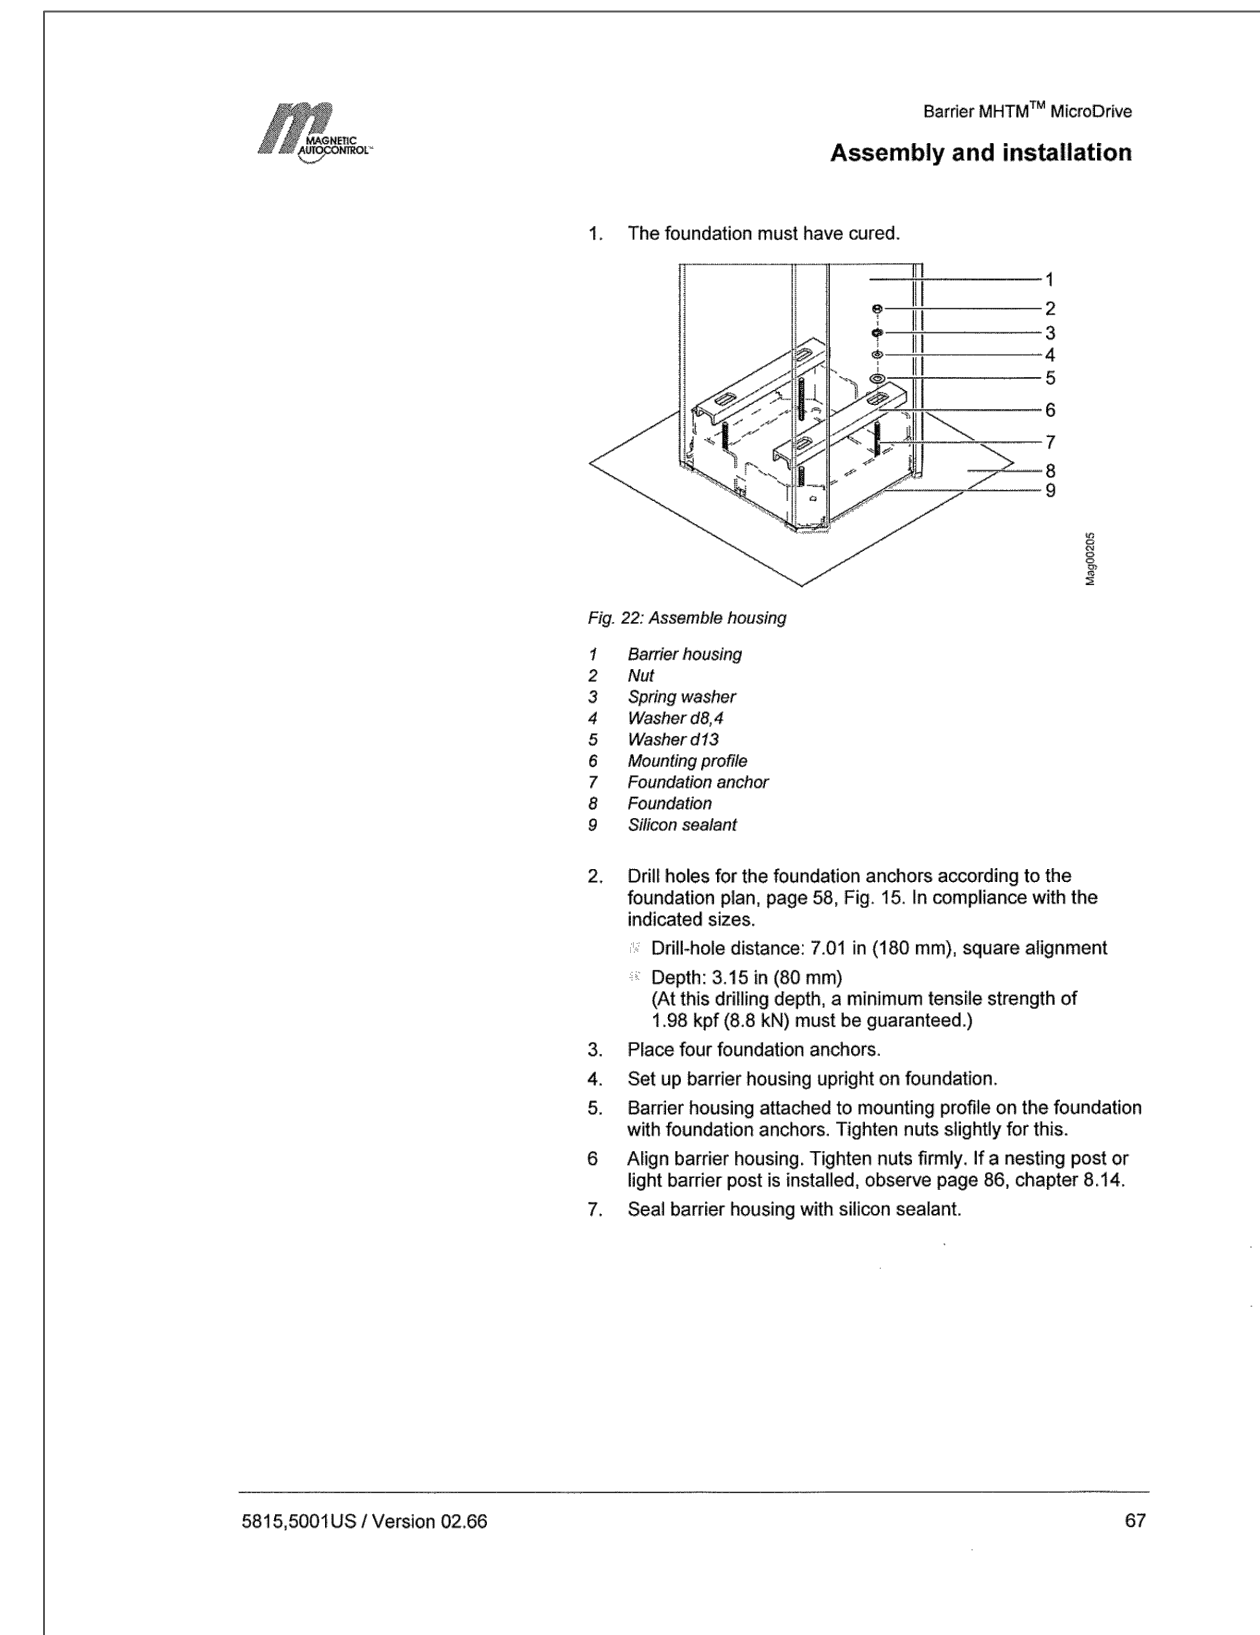 MAGNETIC
AUTOCONTROL™
Barrier MHTM™ MicroDrive
Assembly and installation
1. The foundation must have cured.
1
2
3
4
5
6
7
8
9
Mag00205
Fig. 22: Assemble housing
1 Barrier housing
2 Nut
3 Spring washer
4 Washer d8,4
5 Washer d13
6 Mounting profile
7 Foundation anchor
8 Foundation
9 Silicon sealant
2. Drill holes for the foundation anchors according to the
foundation plan, page 58, Fig. 15. In compliance with the
indicated sizes.
Drill-hole distance: 7.01 in (180 mm), square alignment
Depth: 3.15 in (80 mm)
(At this drilling depth, a minimum tensile strength of
1.98 kpf (8.8 kN) must be guaranteed.)
3. Place four foundation anchors.
4. Set up barrier housing upright on foundation.
5. Barrier housing attached to mounting profile on the foundation
with foundation anchors. Tighten nuts slightly for this.
6 Align barrier housing. Tighten nuts firmly. If a nesting post or
light barrier post is installed, observe page 86, chapter 8.14.
7. Seal barrier housing with silicon sealant.
5815,5001US / Version 02.66
67